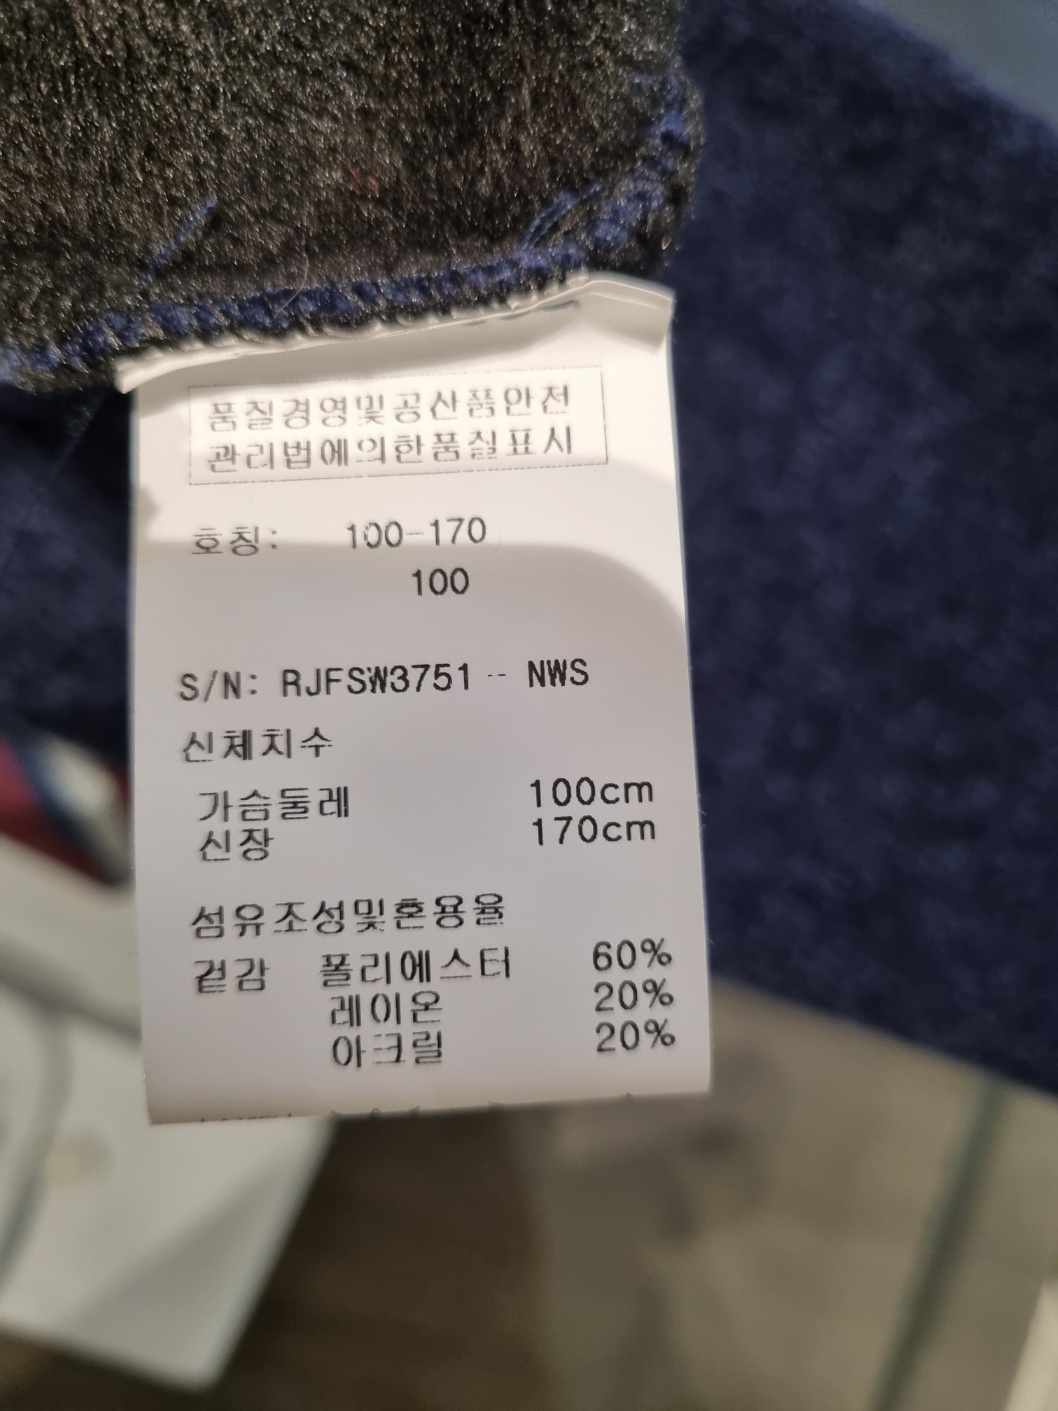 품질경영및공산품안전
관리법에의한품질표시
호칭: 100-170
100
S/N: RJFSW3751 -- NWS
신체치수
가슴둘레 100cm
신장 170cm
섬유조성및혼용율
겉감 폴리에스터 60%
레이온 20%
아크릴 20%